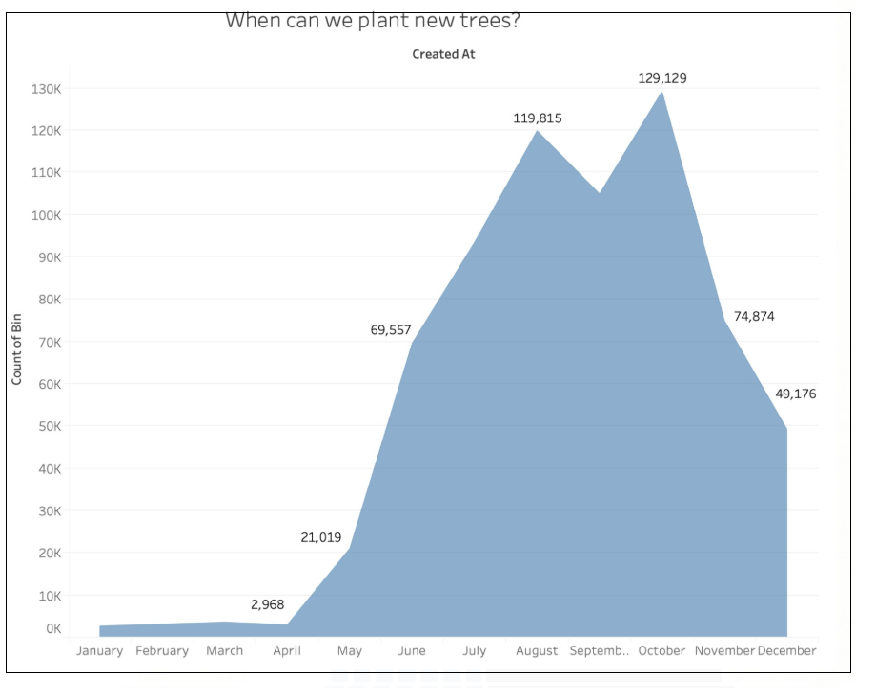 When can we plant new trees?
Created At
Count of Bin
130K
120K
110K
100K
90K
80K
70K
60K
50K
40K
30K
20K
10K
0K
2,968
21,019
69,557
119,815
129,129
74,874
49,176
January February March April May June July August Septemb.. October November December